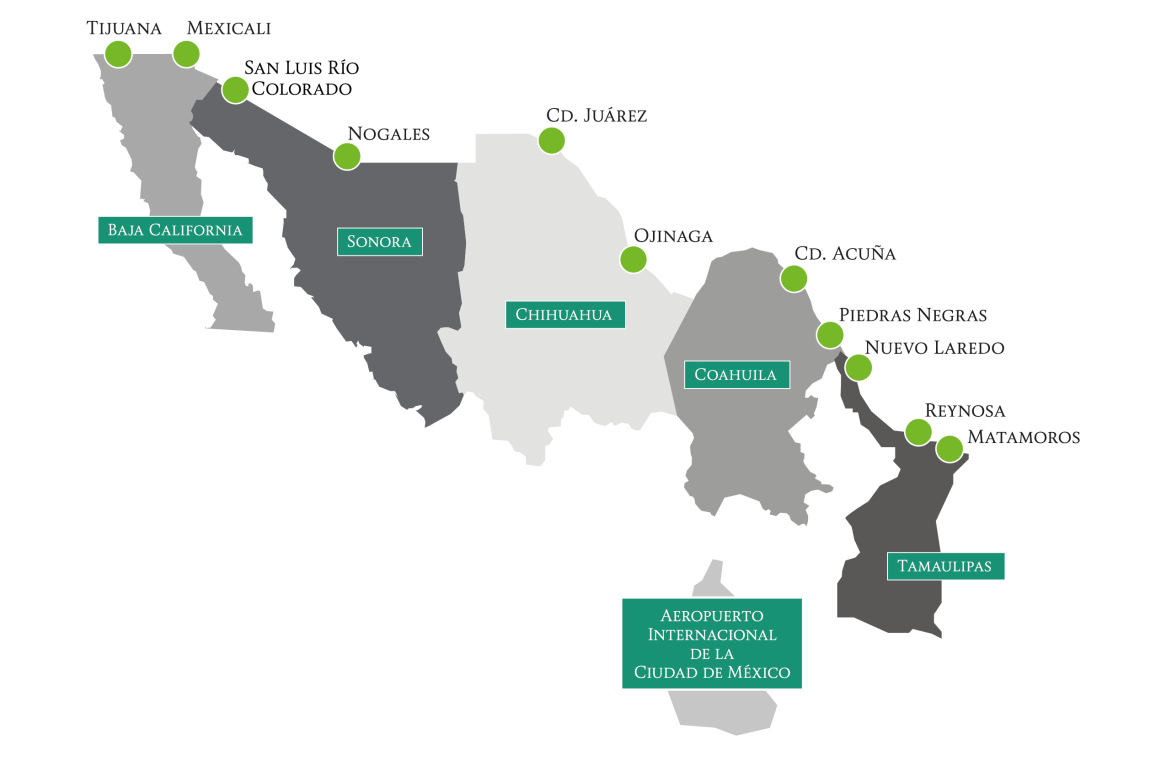 Tijuana
Mexicali
San Luis Río
Colorado
Cd. Juárez
Nogales
Baja California
Sonora
Ojinaga
Cd. Acuña
Chihuahua
Piedras Negras
Nuevo Laredo
Coahuila
Reynosa
Matamoros
Tamaulipas
Aeropuerto
Internacional
de la
Ciudad de México